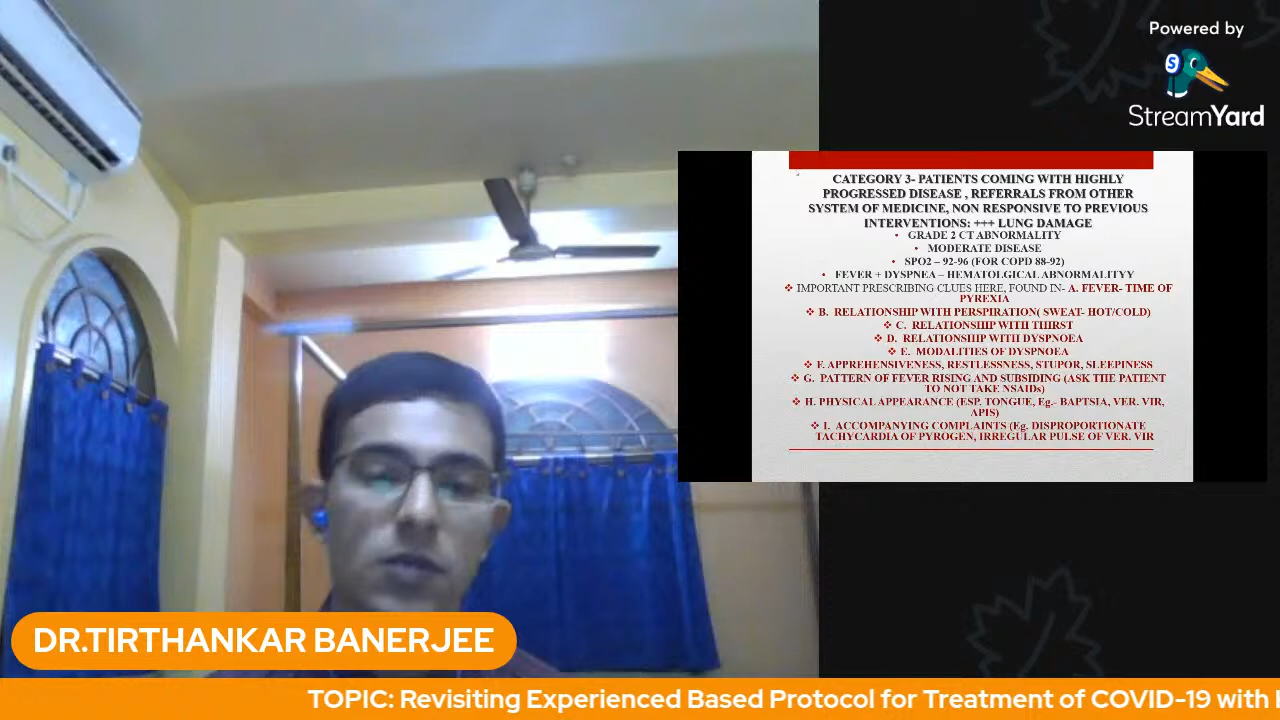 Powered by
StreamYard
CATEGORY 3- PATIENTS COMING WITH HIGHLY
PROGRESSED DISEASE , REFERRALS FROM OTHER
SYSTEM OF MEDICINE, NON RESPONSIVE TO PREVIOUS
INTERVENTIONS: +++ LUNG DAMAGE
• GRADE 2 CT ABNORMALITY
• MODERATE DISEASE
• SPO2 – 92-96 (FOR COPD 88-92)
• FEVER + DYSPNEA – HEMATOLGICAL ABNORMALITYY
❖ IMPORTANT PRESCRIBING CLUES HERE, FOUND IN- A. FEVER- TIME OF
PYREXIA
❖ B. RELATIONSHIP WITH PERSPIRATION( SWEAT- HOT/COLD)
❖ C. RELATIONSHIP WITH THIRST
❖ D. RELATIONSHIP WITH DYSPNOEA
❖ E. MODALITIES OF DYSPNOEA
❖ F. APPREHENSIVENESS, RESTLESSNESS, STUPOR, SLEEPINESS
❖ G. PATTERN OF FEVER RISING AND SUBSIDING (ASK THE PATIENT
TO NOT TAKE NSAIDs)
❖ H. PHYSICAL APPEARANCE (ESP. TONGUE, Eg.- BAPTSIA, VER. VIR,
APIS)
❖ I. ACCOMPANYING COMPLAINTS (Eg. DISPROPORTIONATE
TACHYCARDIA OF PYROGEN, IRREGULAR PULSE OF VER. VIR
DR.TIRTHANKAR BANERJEE
TOPIC: Revisiting Experienced Based Protocol for Treatment of COVID-19 with